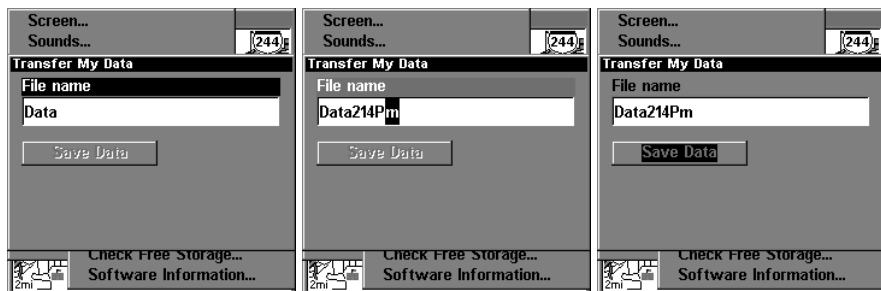 Screen...
Sounds...
244
Transfer My Data
File name
Data
Save Data
Check Free Storage...
Software Information...
2mi
Screen...
Sounds...
244
Transfer My Data
File name
Data214Pm
Save Data
Check Free Storage...
Software Information...
2mi
Screen...
Sounds...
244
Transfer My Data
File name
Data214Pm
Save Data
Check Free Storage...
Software Information...
2mi